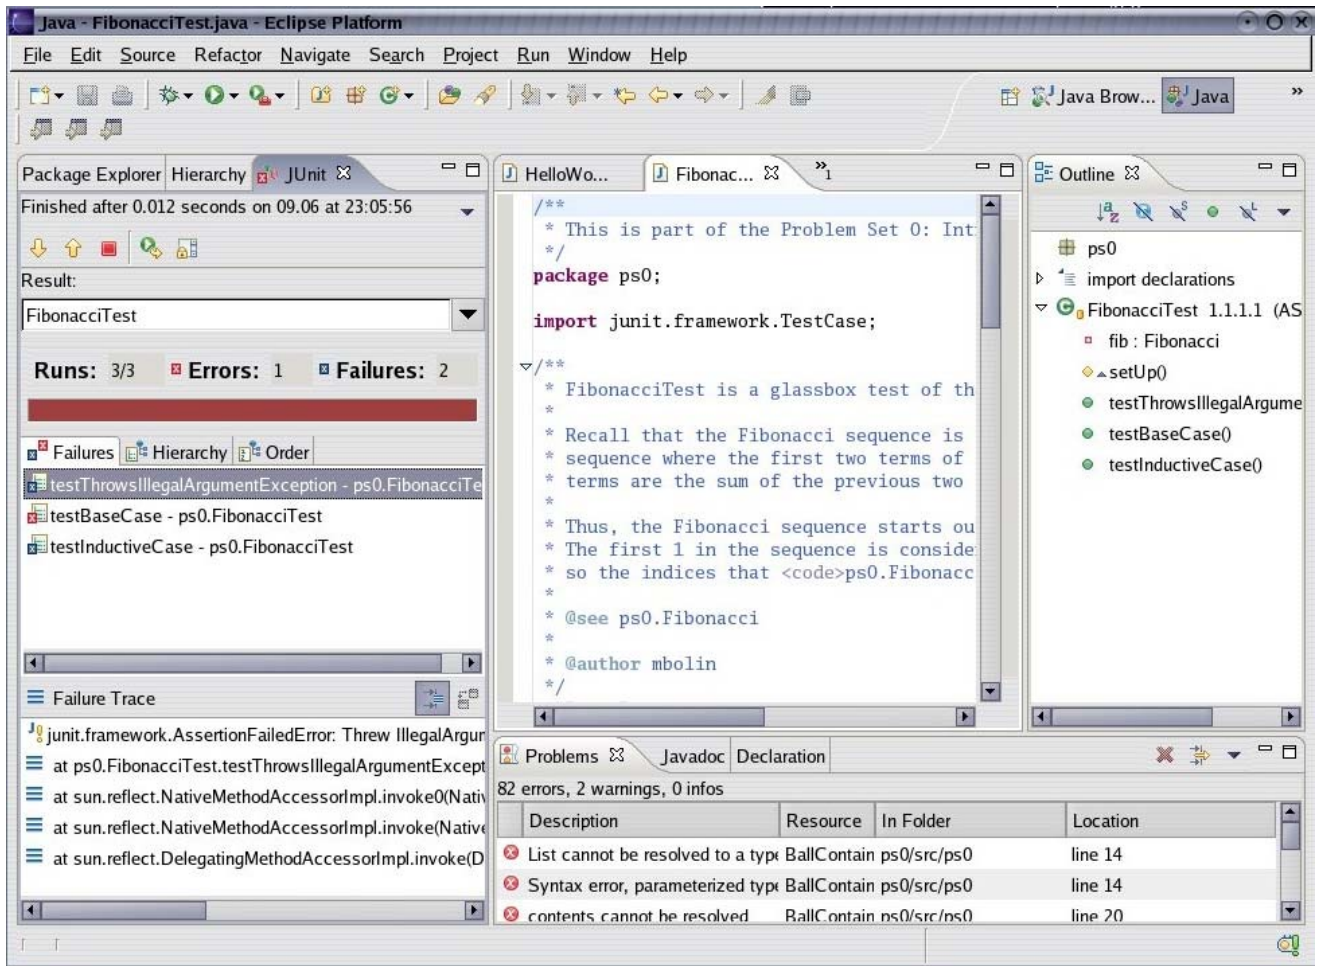 Java - FibonacciTest.java - Eclipse Platform
File Edit Source Refactor Navigate Search Project Run Window Help
Java Brow... Java »
Package Explorer Hierarchy JUnit
Finished after 0.012 seconds on 09.06 at 23:05:56
Result:
FibonacciTest
Runs: 3/3 Errors: 1 Failures: 2
Failures Hierarchy Order
testThrowsIllegalArgumentException - ps0.FibonacciTe
testBaseCase - ps0.FibonacciTest
testInductiveCase - ps0.FibonacciTest
Failure Trace
junit.framework.AssertionFailedError: Threw IllegalArgum
at ps0.FibonacciTest.testThrowsIllegalArgumentExcept
at sun.reflect.NativeMethodAccessorImpl.invoke0(Nativ
at sun.reflect.NativeMethodAccessorImpl.invoke(Native
at sun.reflect.DelegatingMethodAccessorImpl.invoke(D
HelloWo... Fibonac... »1
/**
* This is part of the Problem Set 0: Int
*/
package ps0;
import junit.framework.TestCase;
/**
* FibonacciTest is a glassbox test of th
*
* Recall that the Fibonacci sequence is
* sequence where the first two terms of
* terms are the sum of the previous two
*
* Thus, the Fibonacci sequence starts ou
* The first 1 in the sequence is conside
* so the indices that <code>ps0.Fibonacc
*
* @see ps0.Fibonacci
*
* @author mbolin
*/
Outline
ps0
import declarations
FibonacciTest 1.1.1.1 (AS
fib : Fibonacci
setUp()
testThrowsIllegalArgume
testBaseCase()
testInductiveCase()
Problems Javadoc Declaration
82 errors, 2 warnings, 0 infos
Description Resource In Folder Location
List cannot be resolved to a type BallContain ps0/src/ps0 line 14
Syntax error, parameterized type BallContain ps0/src/ps0 line 14
contents cannot be resolved BallContain ps0/src/ps0 line 20